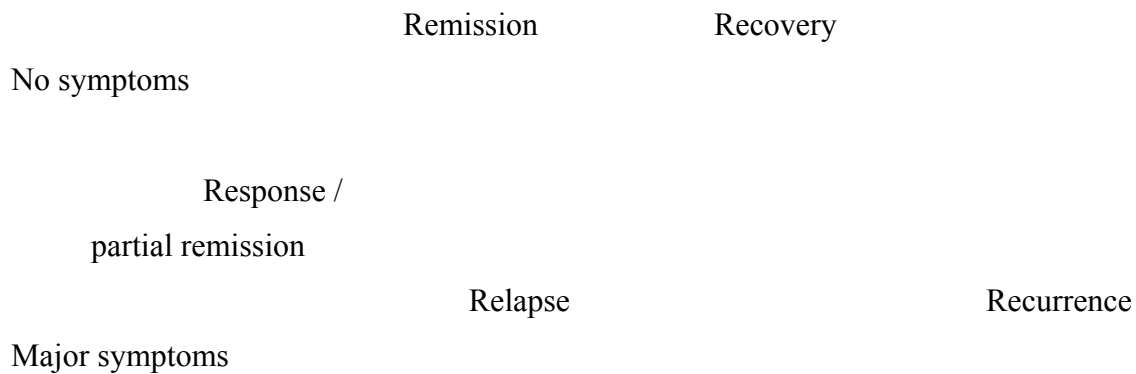 Remission Recovery
No symptoms
Response /
partial remission
Relapse Recurrence
Major symptoms